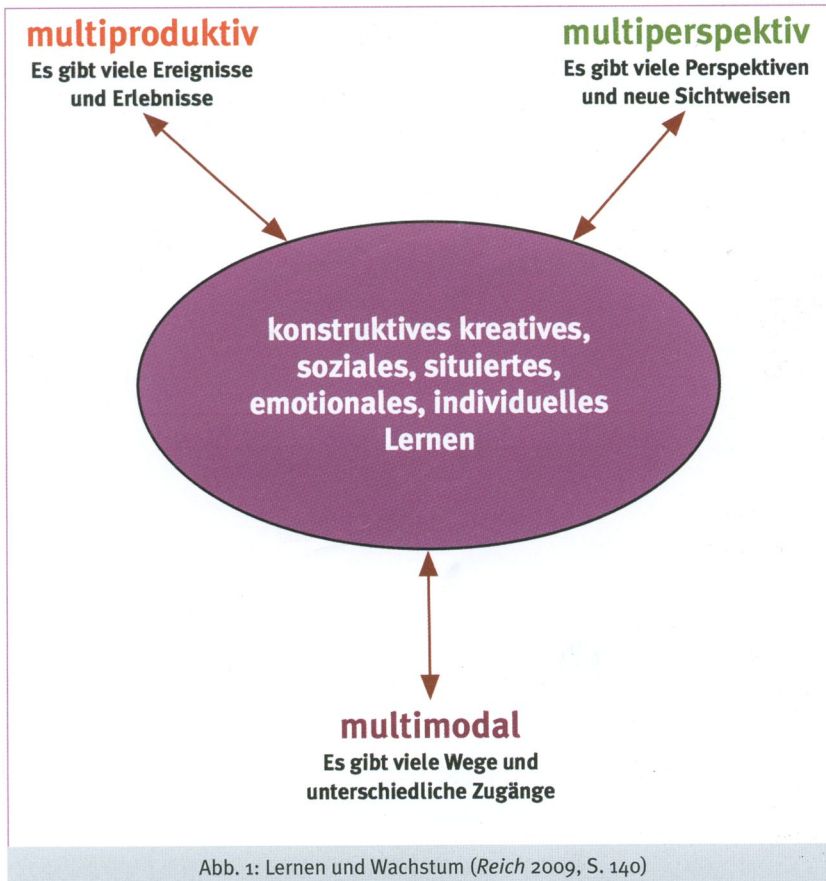 multiproduktiv
Es gibt viele Ereignisse
und Erlebnisse
multiperspektiv
Es gibt viele Perspektiven
und neue Sichtweisen
konstruktives kreatives,
soziales, situiertes,
emotionales, individuelles
Lernen
multimodal
Es gibt viele Wege und
unterschiedliche Zugänge
Abb. 1: Lernen und Wachstum (Reich 2009, S. 140)